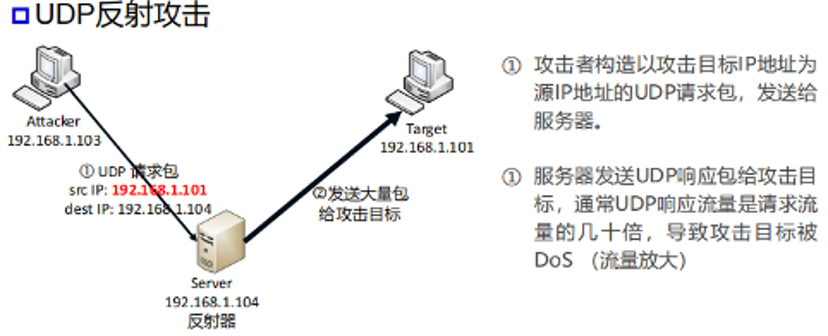 UDP反射攻击
Attacker
192.168.1.103
Target
192.168.1.101
① UDP 请求包
src IP: 192.168.1.101
dest IP: 192.168.1.104
②发送大量包
给攻击目标
Server
192.168.1.104
反射器
① 攻击者构造以攻击目标IP地址为
源IP地址的UDP请求包，发送给
服务器。
① 服务器发送UDP响应包给攻击目
标，通常UDP响应流量是请求流
量的几十倍，导致攻击目标被
DoS （流量放大）